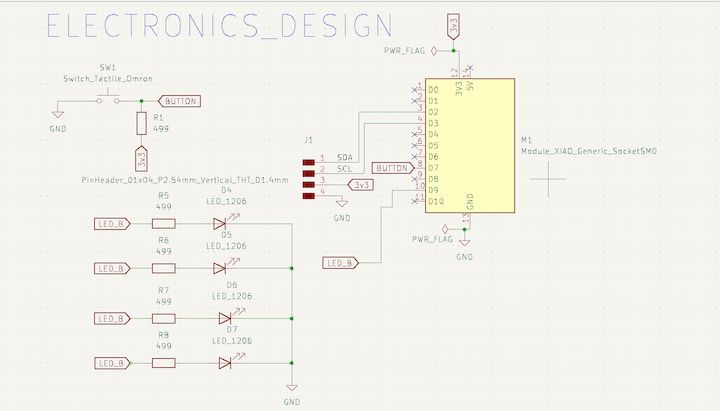 ELECTRONICS_DESIGN
3v3
PWR_FLAG
SW1
Switch_Tactile_Omron
BUTTON
GND
R1
499
3v3
12
14
3V3
5V
1
D0
2
D1
3
D2
4
D3
5
D4
6
D5
7
D6
8
D7
9
D8
10
D9
11
D10
GND
13
M1
Module_XIAO_Generic_SocketSMD
J1
1
SDA
2
SCL
3
3v3
4
GND
BUTTON
PinHeader_01x04_P2.54mm_Vertical_THT_D1.4mm
PWR_FLAG
GND
LED_B
LED_B
R5
499
D4
LED_1206
LED_B
R6
499
D5
LED_1206
LED_B
R7
499
D6
LED_1206
LED_B
R8
499
D7
LED_1206
GND